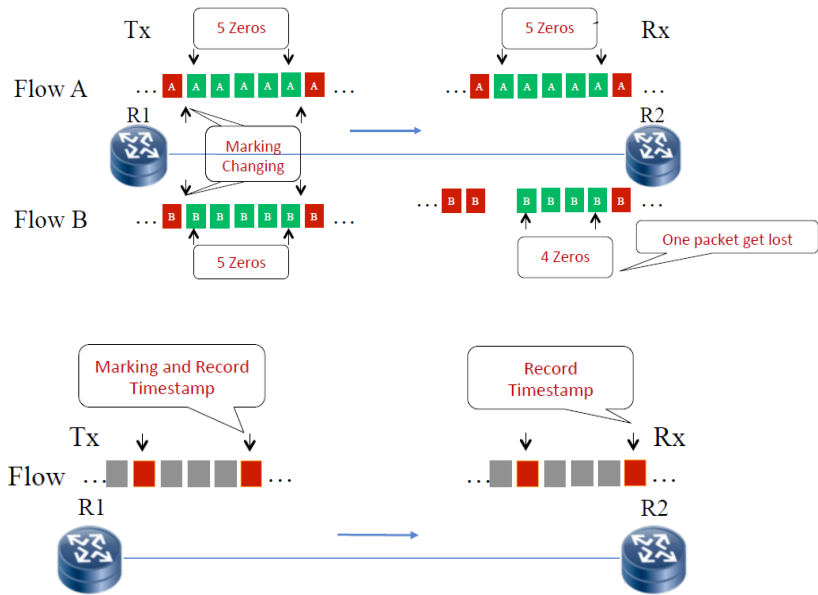 Tx
5 Zeros
5 Zeros
Rx
Flow A
... A A A A A A A ...
... A A A A A A A ...
R1
R2
Marking
Changing
Flow B
... B B B B B B B ...
... B B B B B B B ...
5 Zeros
4 Zeros
One packet get lost
Marking and Record
Timestamp
Record
Timestamp
Tx
Rx
Flow
... ...
... ...
R1
R2